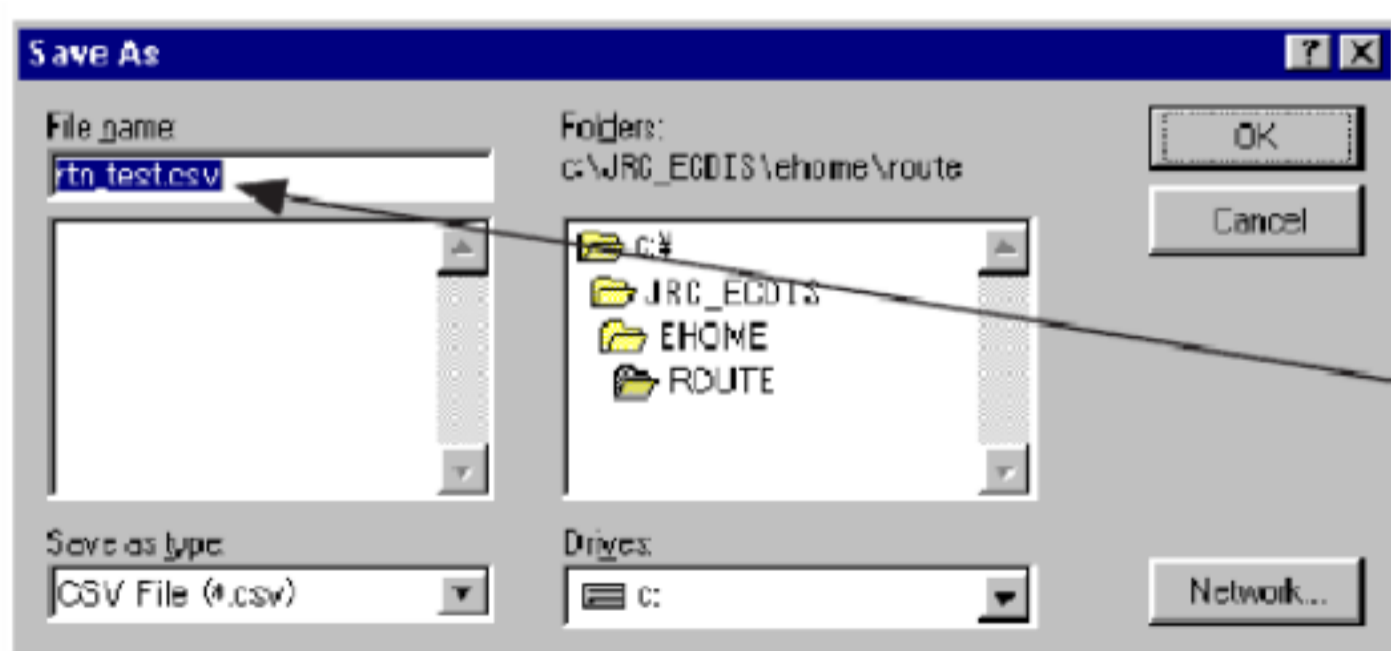 Save As
File name:
rtn_test.csv
Folders:
c:\JRC_ECDIS\ehome\route
OK
Cancel
c:¥
JRC_ECDIS
EHOME
ROUTE
Save as type:
CSV File (*.csv)
Drives:
c:
Network...